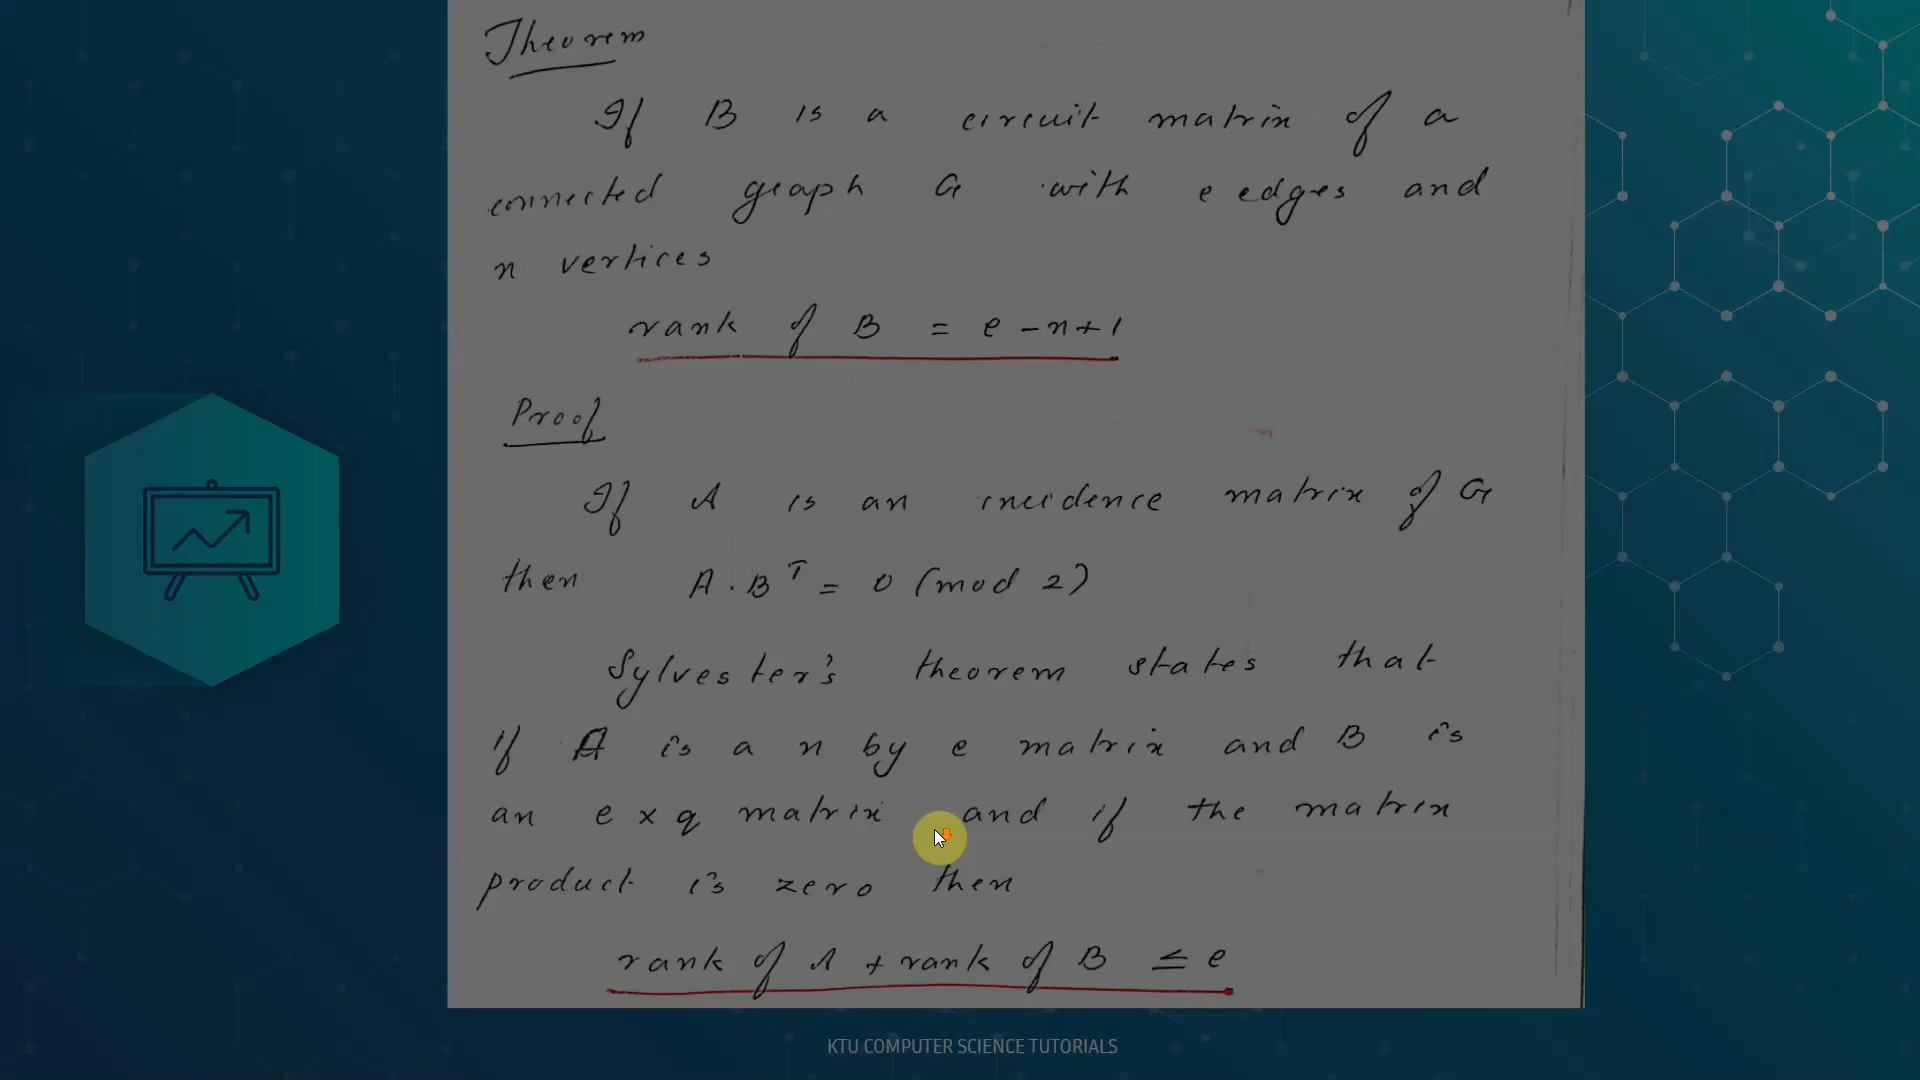 Theorem
If B is a circuit matrix of a
connected graph G with e edges and
n vertices
rank of B = e - n + 1
Proof
If A is an incidence matrix of G
then A . B^T = 0 (mod 2)
Sylvester's theorem states that
if A is a n by e matrix and B is
an e x q matrix and if the matrix
product is zero then
rank of A + rank of B ≤ e
KTU COMPUTER SCIENCE TUTORIALS